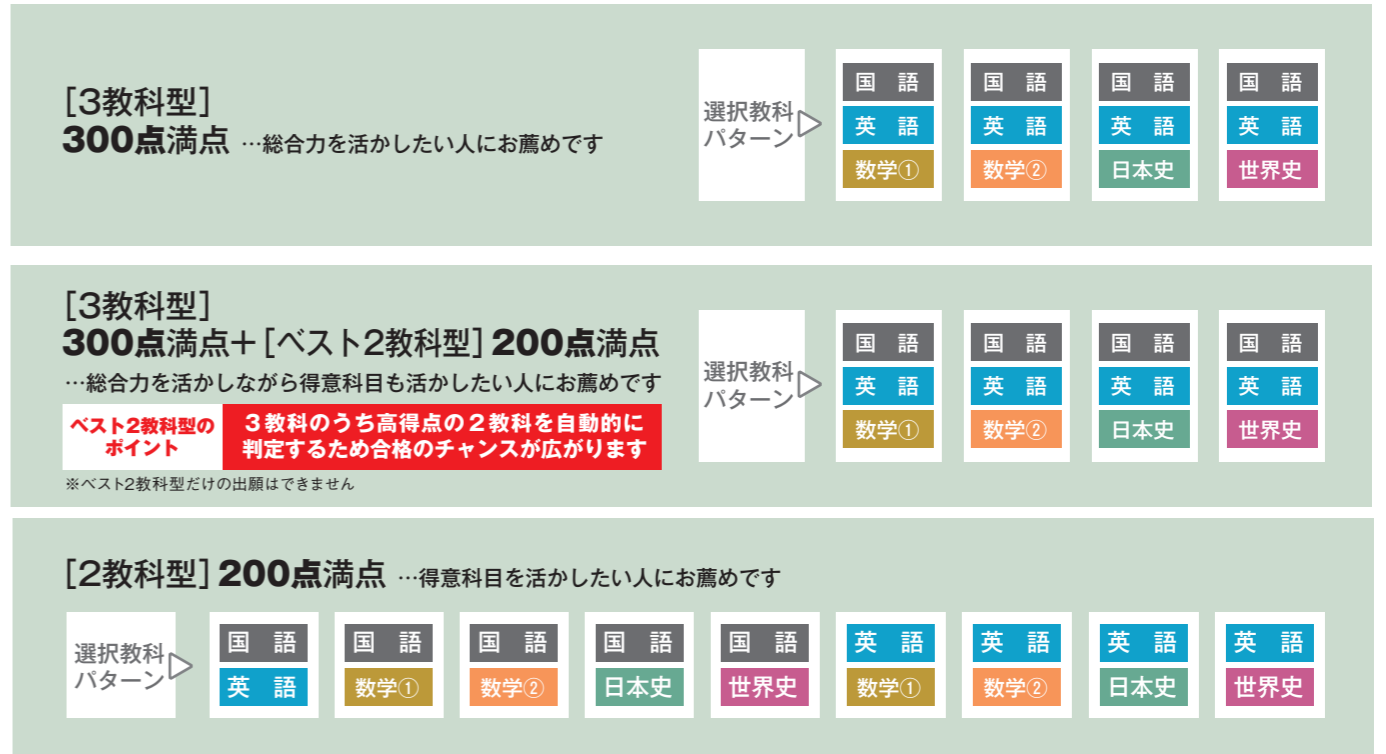 [3教科型]
300点満点 …総合力を活かしたい人にお薦めです
選択教科
パターン
国語 国語 国語 国語
英語 英語 英語 英語
数学① 数学② 日本史 世界史
[3教科型]
300点満点+[ベスト2教科型] 200点満点
…総合力を活かしながら得意科目も活かしたい人にお薦めです
ベスト2教科型の
ポイント
3教科のうち高得点の2教科を自動的に
判定するため合格のチャンスが広がります
※ベスト2教科型だけの出願はできません
選択教科
パターン
国語 国語 国語 国語
英語 英語 英語 英語
数学① 数学② 日本史 世界史
[2教科型] 200点満点 …得意科目を活かしたい人にお薦めです
選択教科
パターン
国語 国語 国語 国語 国語 英語 英語 英語 英語
英語 数学① 数学② 日本史 世界史 数学① 数学② 日本史 世界史